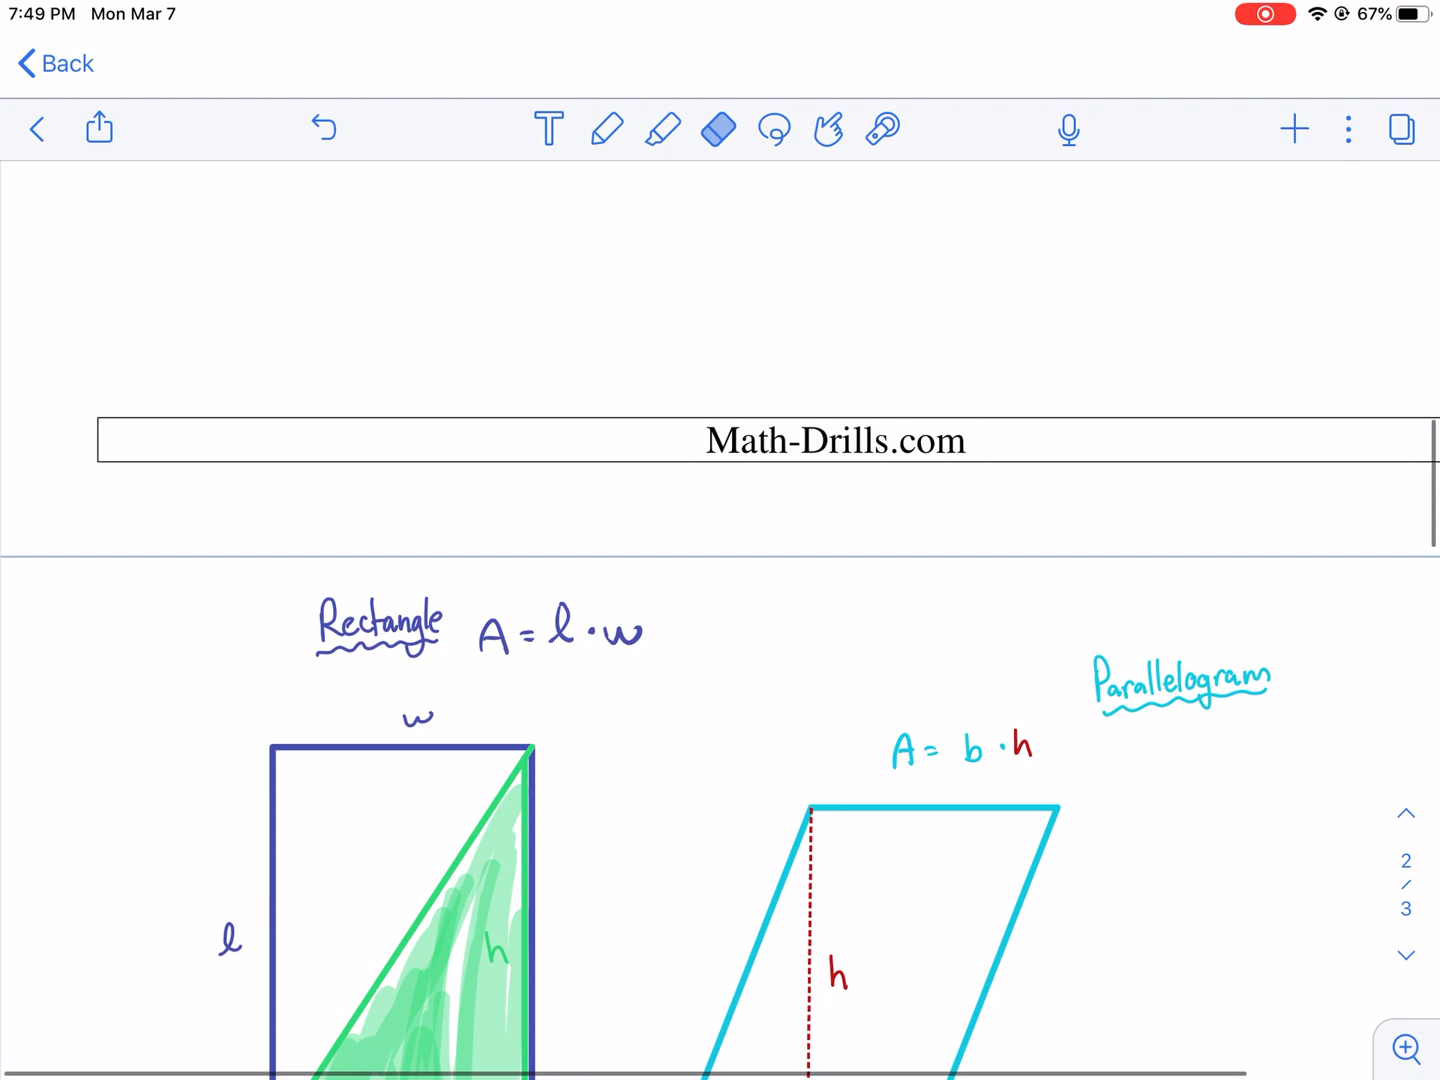 7:49 PM Mon Mar 7
67%
Back
T
Math-Drills.com
Rectangle A = l · w
Parallelogram
w
A = b · h
2
/
3
l
h
h